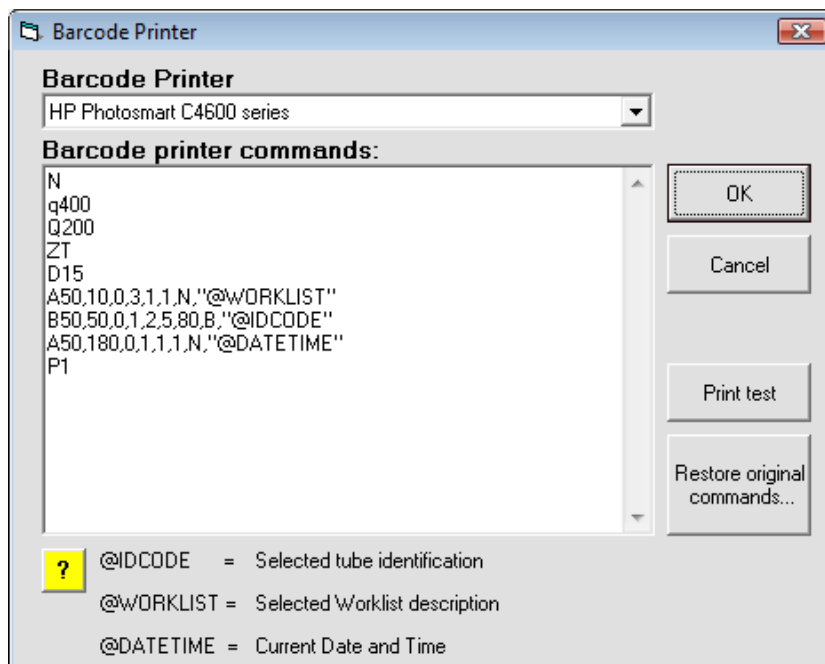 Barcode Printer
Barcode Printer
HP Photosmart C4600 series
Barcode printer commands:
N
q400
Q200
ZT
D15
A50,10,0,3,1,1,N,"@WORKLIST"
B50,50,0,1,2,5,80,B,"@IDCODE"
A50,180,0,1,1,1,N,"@DATETIME"
P1
OK
Cancel
Print test
Restore original
commands...
?
@IDCODE = Selected tube identification
@WORKLIST = Selected Worklist description
@DATETIME = Current Date and Time